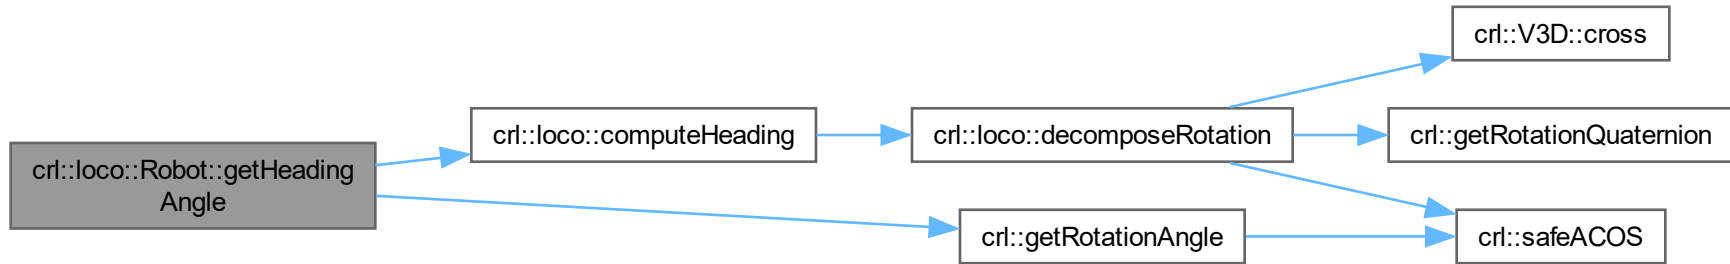 crl::loco::Robot::getHeading
Angle
crl::loco::computeHeading
crl::loco::decomposeRotation
crl::V3D::cross
crl::getRotationQuaternion
crl::safeACOS
crl::getRotationAngle